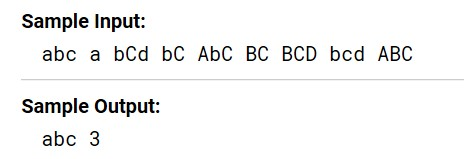 Sample Input:
abc a bCd bC AbC BC BCD bcd ABC
Sample Output:
abc 3